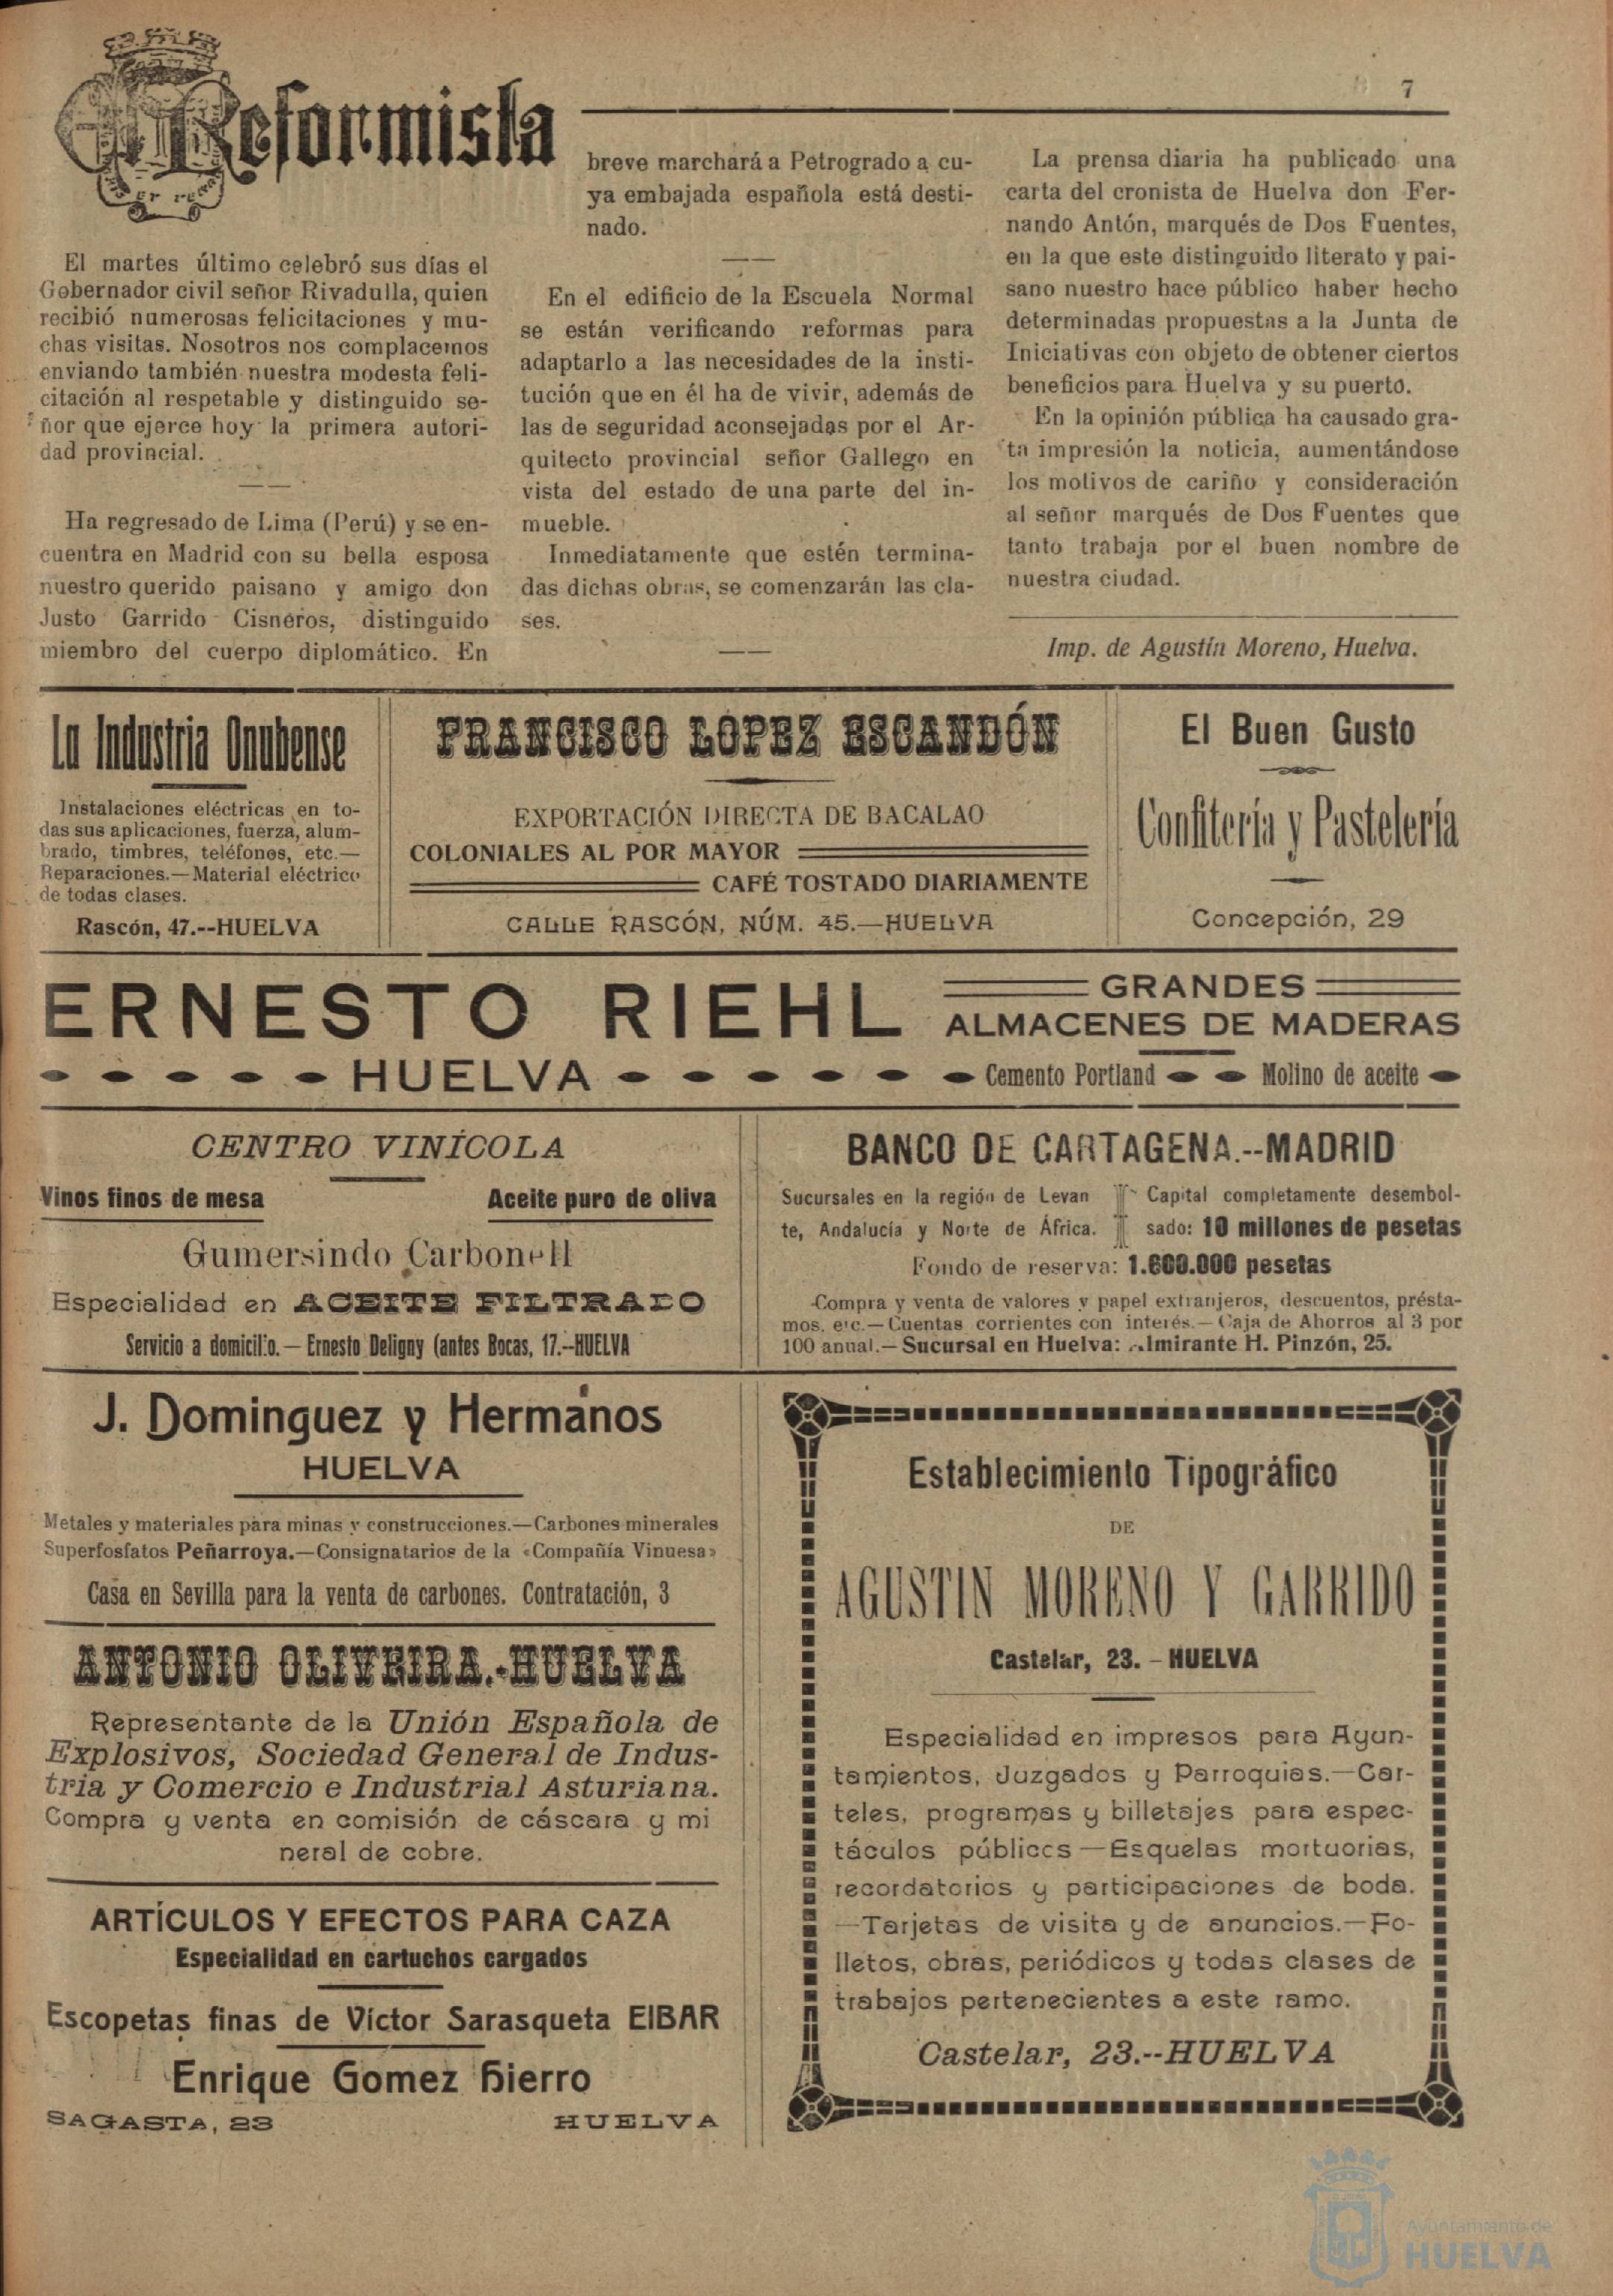 7
El Reformista
El martes último celebró sus días el
Gobernador civil señor Rivadulla, quien
recibió numerosas felicitaciones y mu-
chas visitas. Nosotros nos complacemos
enviando también nuestra modesta feli-
citación al respetable y distinguido se-
ñor que ejerce hoy la primera autori-
dad provincial.
Ha regresado de Lima (Perú) y se en-
cuentra en Madrid con su bella esposa
nuestro querido paisano y amigo don
Justo Garrido Cisneros, distinguido
miembro del cuerpo diplomático. En
breve marchará a Petrogrado a cu-
ya embajada española está desti-
nado.
En el edificio de la Escuela Normal
se están verificando reformas para
adaptarlo a las necesidades de la insti-
tución que en él ha de vivir, además de
las de seguridad aconsejadas por el Ar-
quitecto provincial señor Gallego en
vista del estado de una parte del in-
mueble.
Inmediatamente que estén termina-
das dichas obras, se comenzarán las cla-
ses.
La prensa diaria ha publicado una
carta del cronista de Huelva don Fer-
nando Antón, marqués de Dos Fuentes,
en la que este distinguido literato y pai-
sano nuestro hace público haber hecho
determinadas propuestas a la Junta de
Iniciativas con objeto de obtener ciertos
beneficios para Huelva y su puerto.
En la opinión pública ha causado gra-
ta impresión la noticia, aumentándose
los motivos de cariño y consideración
al señor marqués de Dos Fuentes que
tanto trabaja por el buen nombre de
nuestra ciudad.
Imp. de Agustín Moreno, Huelva.
La Industria Onubense
Instalaciones eléctricas en to-
das sus aplicaciones, fuerza, alum-
brado, timbres, teléfonos, etc.—
Reparaciones.—Material eléctrico
de todas clases.
Rascón, 47.--HUELVA
FRANCISCO LOPEZ ESCANDÓN
EXPORTACIÓN DIRECTA DE BACALAO
COLONIALES AL POR MAYOR
CAFÉ TOSTADO DIARIAMENTE
CALLE RASCÓN, NÚM. 45.—HUELVA
El Buen Gusto
Confitería y Pastelería
Concepción, 29
ERNESTO RIEHL
HUELVA
GRANDES
ALMACENES DE MADERAS
Cemento Portland - - Molino de aceite
CENTRO VINÍCOLA
Vinos finos de mesa Aceite puro de oliva
Gumersindo Carbonell
Especialidad en ACEITE FILTRADO
Servicio a domicilio.— Ernesto Deligny (antes Bocas, 17.--HUELVA
BANCO DE CARTAGENA.--MADRID
Sucursales en la región de Levan
te, Andalucía y Norte de África.
Capital completamente desembol-
sado: 10 millones de pesetas
Fondo de reserva: 1.600.000 pesetas
Compra y venta de valores y papel extranjeros, descuentos, présta-
mos, etc.—Cuentas corrientes con interés.—Caja de Ahorros al 3 por
100 anual.—Sucursal en Huelva: Almirante H. Pinzón, 25.
J. Dominguez y Hermanos
HUELVA
Metales y materiales para minas y construcciones.—Carbones minerales
Superfosfatos Peñarroya.—Consignatarios de la «Compañía Vinuesa»
Casa en Sevilla para la venta de carbones. Contratación, 3
ANTONIO OLIVEIRA.-HUELVA
Representante de la Unión Española de
Explosivos, Sociedad General de Indus-
tria y Comercio e Industrial Asturiana.
Compra y venta en comisión de cáscara y mi
neral de cobre.
ARTÍCULOS Y EFECTOS PARA CAZA
Especialidad en cartuchos cargados
Escopetas finas de Víctor Sarasqueta EIBAR
Enrique Gomez Hierro
SAGASTA, 23 HUELVA
Establecimiento Tipográfico
DE
AGUSTIN MORENO Y GARRIDO
Castelar, 23. - HUELVA
Especialidad en impresos para Ayun-
tamientos, Juzgados y Parroquias.—Car-
teles, programas y billetajes para espec-
táculos públicos—Esquelas mortuorias,
recordatorios y participaciones de boda.
—Tarjetas de visita y de anuncios.—Fo-
lletos, obras, periódicos y todas clases de
trabajos pertenecientes a este ramo.
Castelar, 23.--HUELVA
Ayuntamiento de
HUELVA